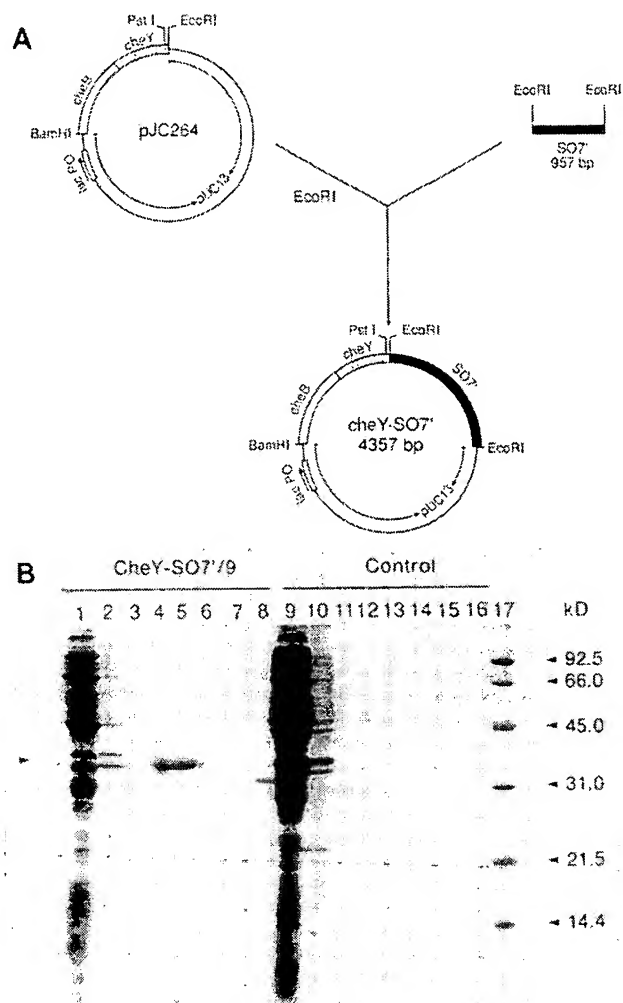 A
Pst I EcoRI
cheY
cheB
BamHI
pJC264
lac PO
pUC13
EcoRI EcoRI
SO7'
957 bp
EcoRI
Pst I EcoRI
cheY
SO7'
cheB
cheY-SO7'
4357 bp
BamHI
EcoRI
lac PO
pUC13
B
CheY-SO7'/9 Control
1 2 3 4 5 6 7 8 9 10 11 12 13 14 15 16 17 kD
92.5
66.0
45.0
31.0
21.5
14.4